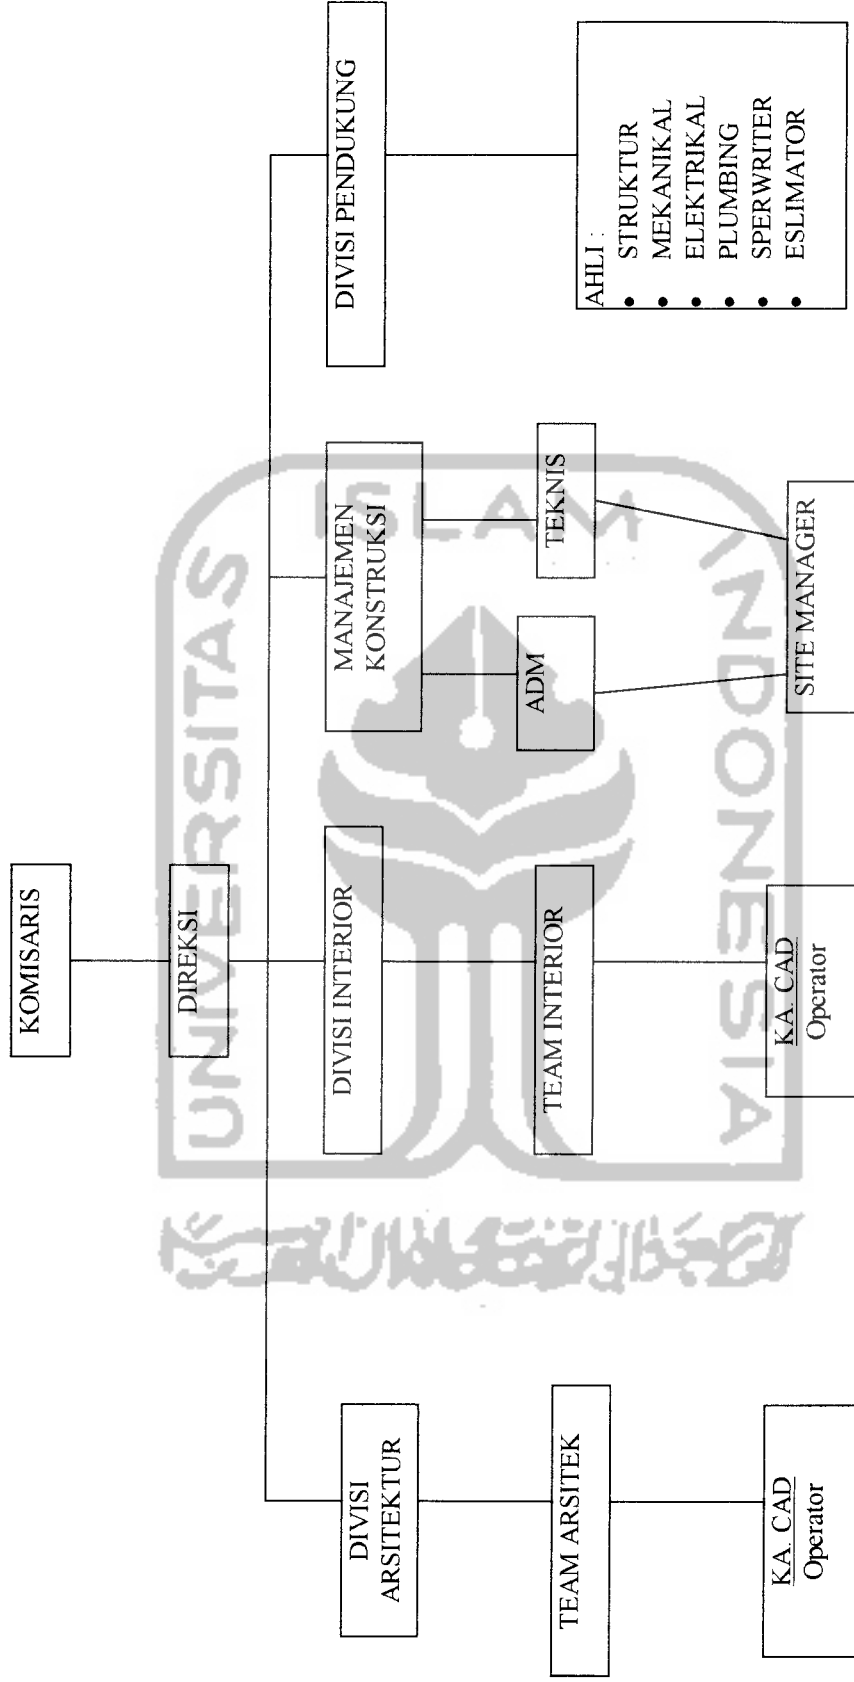 KOMISARIS
DIREKSI
DIVISI
ARSITEKTUR
DIVISI INTERIOR
MANAJEMEN
KONSTRUKSI
DIVISI PENDUKUNG
TEAM ARSITEK
TEAM INTERIOR
ADM
TEKNIS
AHLI :
• STRUKTUR
• MEKANIKAL
• ELEKTRIKAL
• PLUMBING
• SPERWRITER
• ESLIMATOR
KA. CAD
Operator
KA. CAD
Operator
SITE MANAGER
UNIVERSITAS
ISLAM
INDONESIA